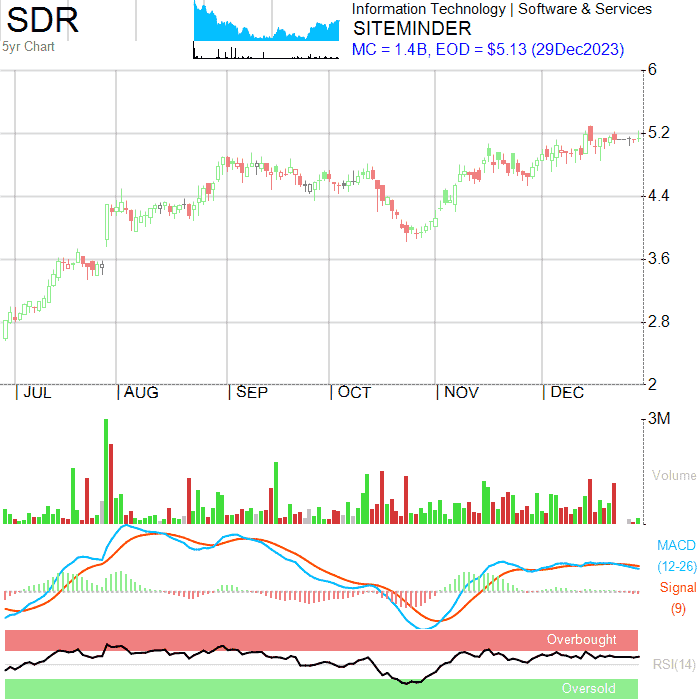 SDR
5yr Chart
Information Technology | Software & Services
SITEMINDER
MC = 1.4B, EOD = $5.13 (29Dec2023)
6
5.2
4.4
3.6
2.8
2
| JUL | AUG | SEP | OCT | NOV | DEC
3M
Volume
MACD
(12-26)
Signal
(9)
Overbought
RSI(14)
Oversold